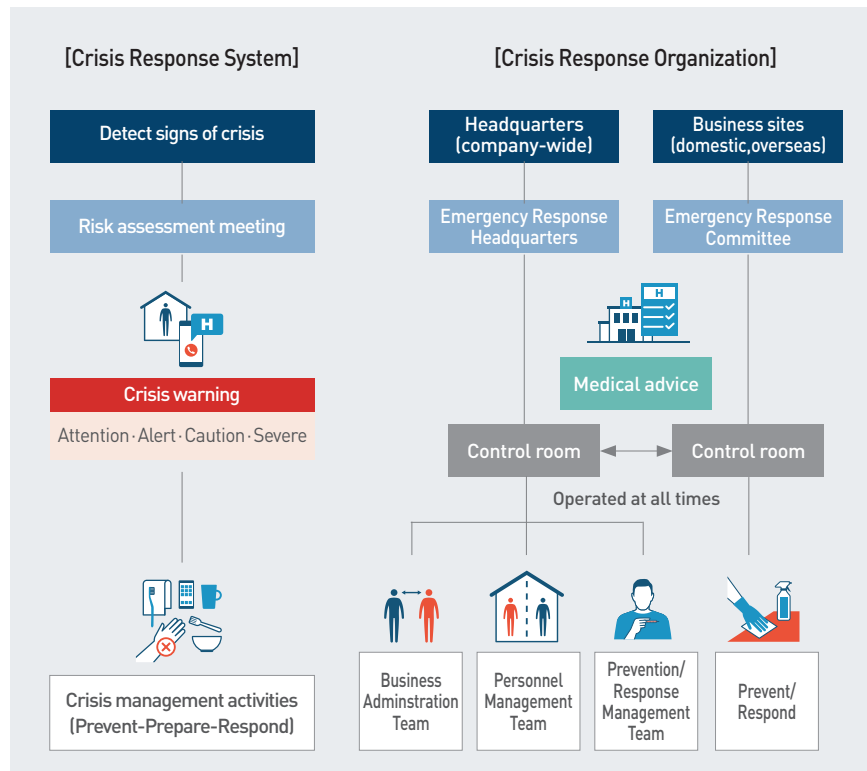 [Crisis Response System]
Detect signs of crisis
Risk assessment meeting
H
Crisis warning
Attention · Alert · Caution · Severe
Crisis management activities
(Prevent-Prepare-Respond)
[Crisis Response Organization]
Headquarters
(company-wide)
Business sites
(domestic,overseas)
Emergency Response
Headquarters
Emergency Response
Committee
H
H
Medical advice
Control room
Control room
Operated at all times
Business
Adminstration
Team
Personnel
Management
Team
Prevention/
Response
Management
Team
Prevent/
Respond